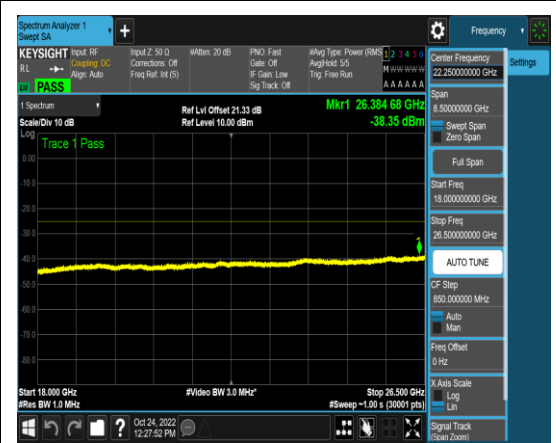 Spectrum Analyzer 1
Swept SA
+
Frequency
KEYSIGHT
RL
PASS
Input: RF
Coupling: DC
Align: Auto
Input Z: 50 Ω
Corrections: Off
Freq Ref: Int (S)
#Atten: 20 dB
PNO: Fast
Gate: Off
IF Gain: Low
Sig Track: Off
#Avg Type: Power (RMS
Avg|Hold: 5/5
Trig: Free Run
1 2 3 4 5 6
M W W W W W
A A A A A A
1 Spectrum
Scale/Div 10 dB
Ref Lvl Offset 21.33 dB
Ref Level 10.00 dBm
Mkr1 26.384 68 GHz
-38.35 dBm
Log
Trace 1 Pass
0.00
-10.0
-20.0
-30.0
-40.0
-50.0
-60.0
-70.0
-80.0
1
Start 18.000 GHz
#Res BW 1.0 MHz
#Video BW 3.0 MHz*
Stop 26.500 GHz
#Sweep ~1.00 s (30001 pts)
Oct 24, 2022
12:27:52 PM
Center Frequency
22.250000000 GHz
Span
8.50000000 GHz
Swept Span
Zero Span
Full Span
Start Freq
18.000000000 GHz
Stop Freq
26.500000000 GHz
AUTO TUNE
CF Step
850.000000 MHz
Auto
Man
Freq Offset
0 Hz
X Axis Scale
Log
Lin
Signal Track
(Span Zoom)
Settings